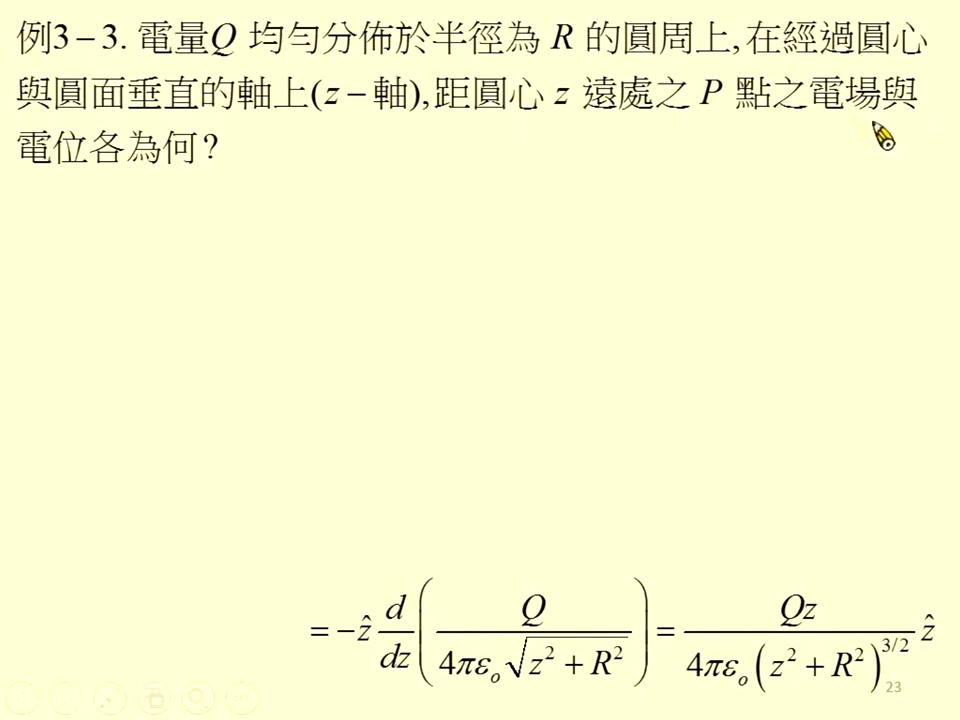 例3－3. 電量Q 均勻分佈於半徑為 R 的圓周上,在經過圓心
與圓面垂直的軸上(z－軸),距圓心 z 遠處之 P 點之電場與
電位各為何?
= −ẑ d/dz ( Q / 4πε₀√(z² + R²) ) = Qz / 4πε₀(z² + R²)^{3/2} ẑ
23